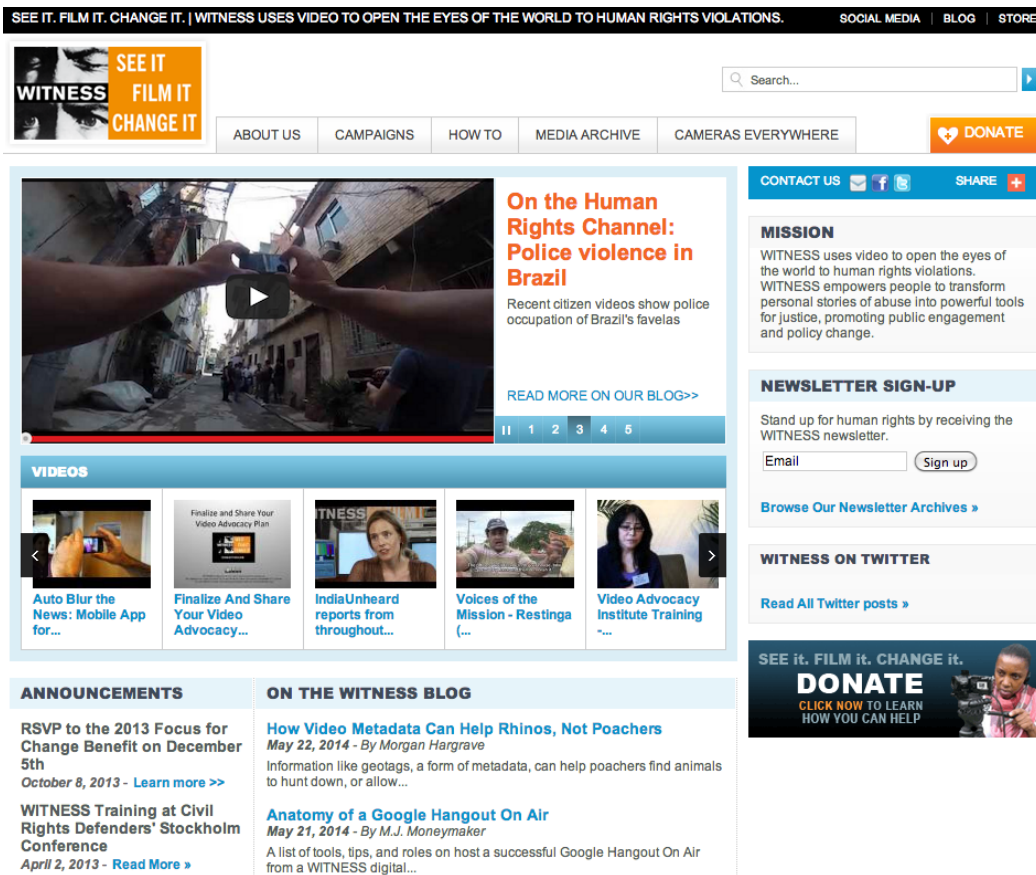 SEE IT. FILM IT. CHANGE IT. | WITNESS USES VIDEO TO OPEN THE EYES OF THE WORLD TO HUMAN RIGHTS VIOLATIONS.
SOCIAL MEDIA | BLOG | STORE
WITNESS
SEE IT
FILM IT
CHANGE IT
Search...
ABOUT US
CAMPAIGNS
HOW TO
MEDIA ARCHIVE
CAMERAS EVERYWHERE
DONATE
On the Human
Rights Channel:
Police violence in
Brazil
Recent citizen videos show police
occupation of Brazil's favelas
READ MORE ON OUR BLOG>>
1 2 3 4 5
VIDEOS
Finalize and Share Your
Video Advocacy Plan
Auto Blur the
News: Mobile App
for...
Finalize And Share
Your Video
Advocacy...
IndiaUnheard
reports from
throughout...
Voices of the
Mission - Restinga
(...
Video Advocacy
Institute Training
-...
ANNOUNCEMENTS
RSVP to the 2013 Focus for
Change Benefit on December
5th
October 8, 2013 - Learn more >>
WITNESS Training at Civil
Rights Defenders' Stockholm
Conference
April 2, 2013 - Read More »
ON THE WITNESS BLOG
How Video Metadata Can Help Rhinos, Not Poachers
May 22, 2014 - By Morgan Hargrave
Information like geotags, a form of metadata, can help poachers find animals
to hunt down, or allow...
Anatomy of a Google Hangout On Air
May 21, 2014 - By M.J. Moneymaker
A list of tools, tips, and roles on host a successful Google Hangout On Air
from a WITNESS digital...
CONTACT US
SHARE
MISSION
WITNESS uses video to open the eyes of
the world to human rights violations.
WITNESS empowers people to transform
personal stories of abuse into powerful tools
for justice, promoting public engagement
and policy change.
NEWSLETTER SIGN-UP
Stand up for human rights by receiving the
WITNESS newsletter.
Email
Sign up
Browse Our Newsletter Archives »
WITNESS ON TWITTER
Read All Twitter posts »
SEE it. FILM it. CHANGE it.
DONATE
CLICK NOW TO LEARN
HOW YOU CAN HELP